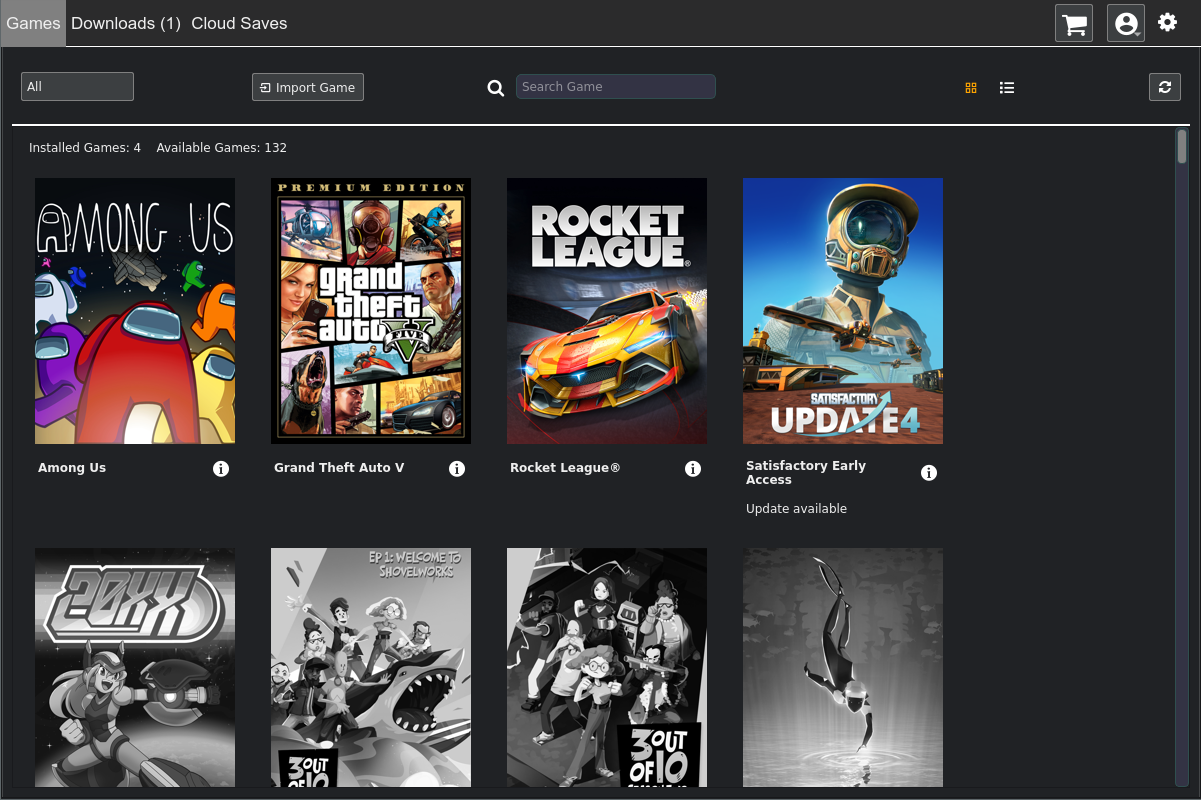 Games Downloads (1) Cloud Saves
All Import Game Search Game
Installed Games: 4 Available Games: 132
AMONG US
PREMIUM EDITION
grand
theft
auto V
FIVE
ROCKET
LEAGUE®
SATISFACTORY
UPDATE 4
Among Us
Grand Theft Auto V
Rocket League®
Satisfactory Early
Access
Update available
20XX
EP 1: WELCOME TO
SHOVELWORKS
3 OUT
OF 10
3 OUT
OF 10